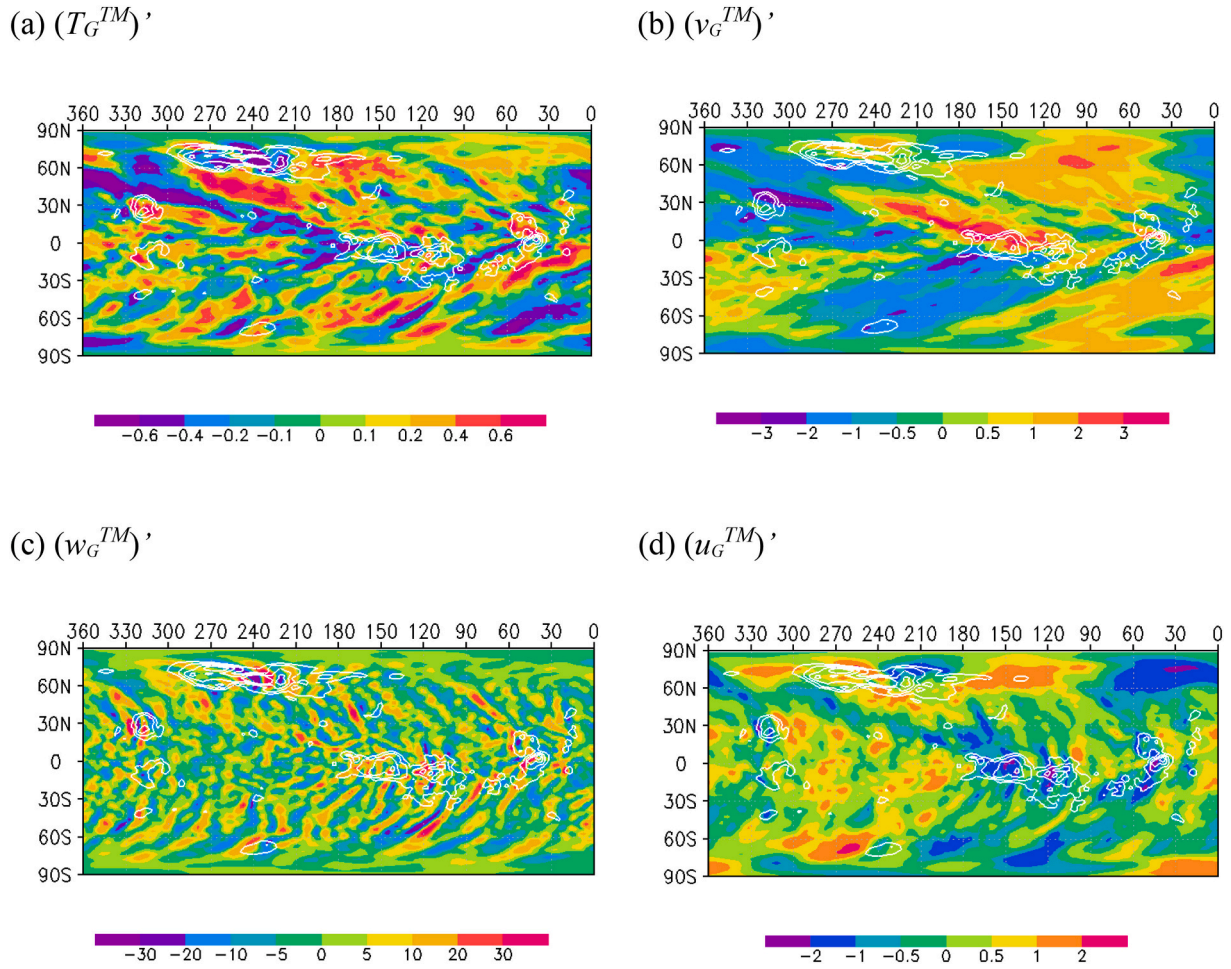 (a) (T_G^TM)’
(b) (v_G^TM)’
360 330 300 270 240 210 180 150 120 90 60 30 0
90N
60N
30N
0
30S
60S
90S
-0.6 -0.4 -0.2 -0.1 0 0.1 0.2 0.4 0.6
360 330 300 270 240 210 180 150 120 90 60 30 0
90N
60N
30N
0
30S
60S
90S
-3 -2 -1 -0.5 0 0.5 1 2 3
(c) (w_G^TM)’
(d) (u_G^TM)’
360 330 300 270 240 210 180 150 120 90 60 30 0
90N
60N
30N
0
30S
60S
90S
-30 -20 -10 -5 0 5 10 20 30
360 330 300 270 240 210 180 150 120 90 60 30 0
90N
60N
30N
0
30S
60S
90S
-2 -1 -0.5 0 0.5 1 2